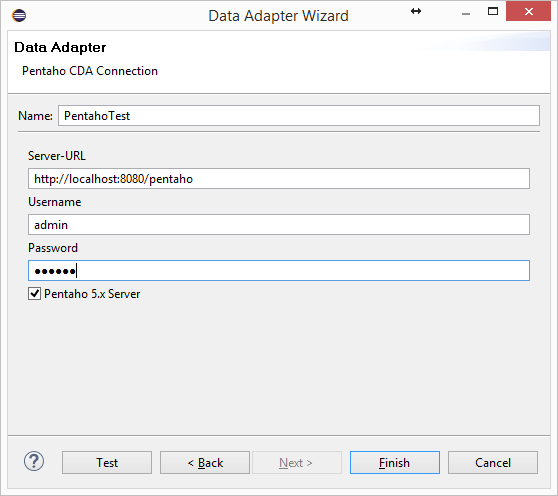 Data Adapter Wizard
Data Adapter
Pentaho CDA Connection
Name: PentahoTest
Server-URL
http://localhost:8080/pentaho
Username
admin
Password
●●●●●●
Pentaho 5.x Server
? Test < Back Next > Finish Cancel